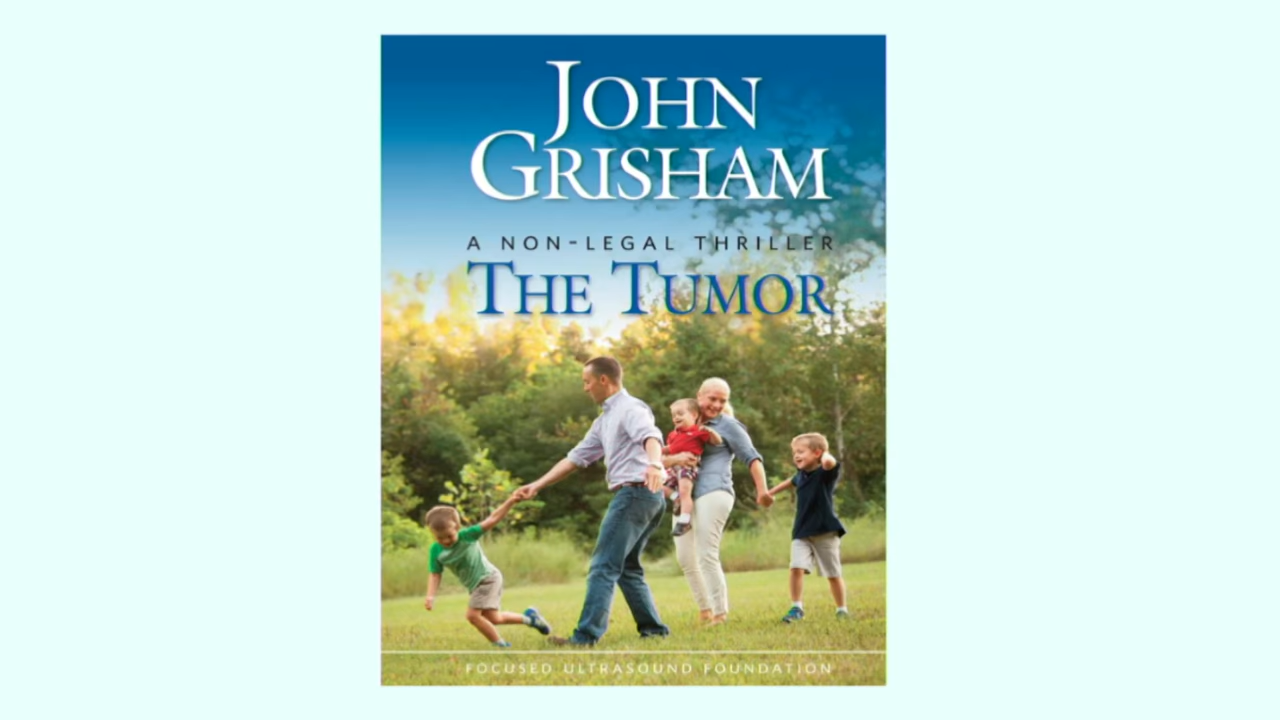 JOHN
GRISHAM
A NON-LEGAL THRILLER
THE TUMOR
FOCUSED ULTRASOUND FOUNDATION